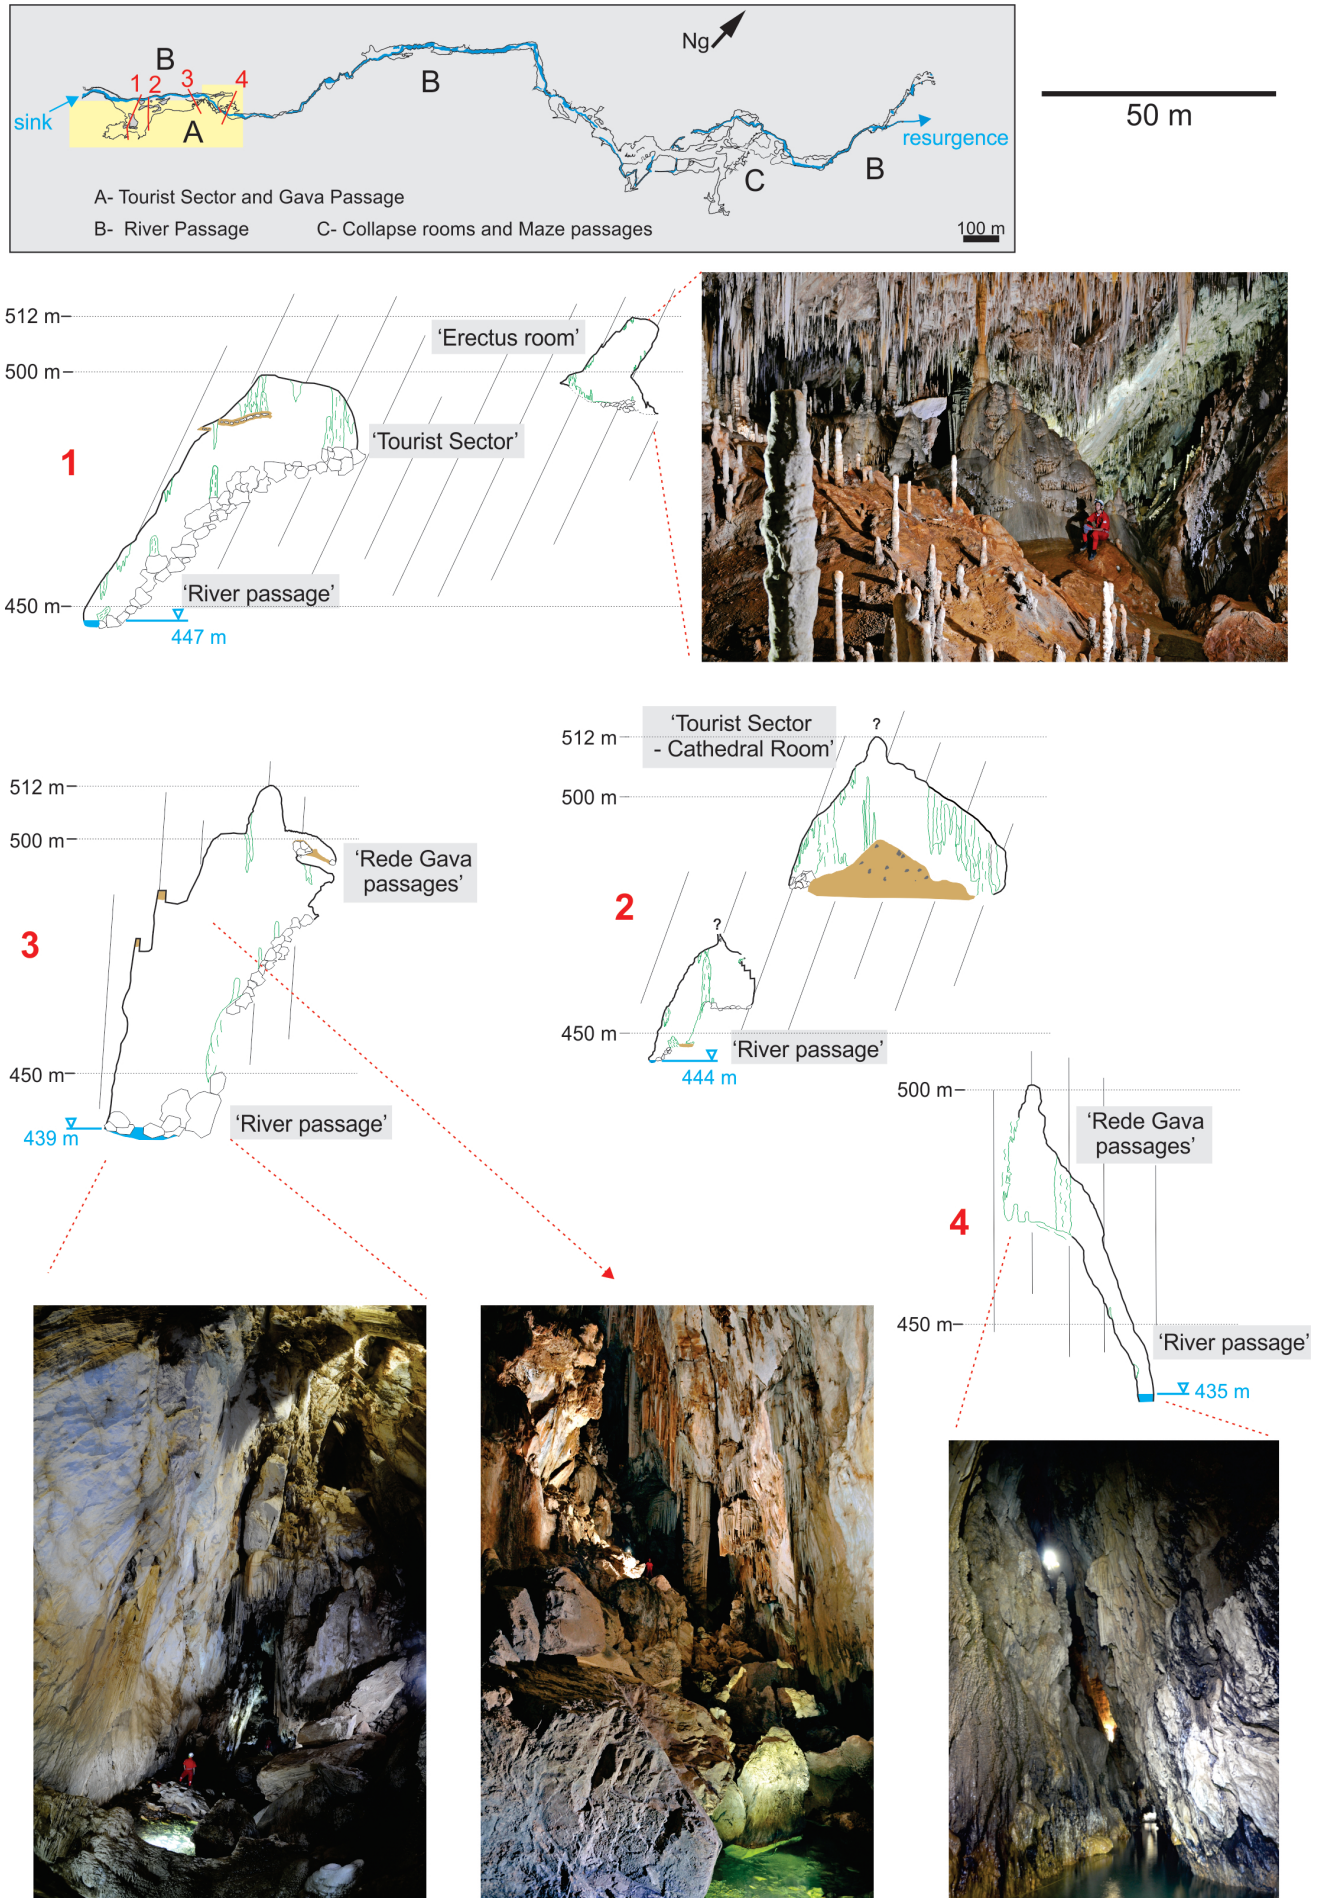 Ng
B
1 2 3 4
B
sink
A
50 m
resurgence
B
C
A- Tourist Sector and Gava Passage
B- River Passage
C- Collapse rooms and Maze passages
100 m
512 m
'Erectus room'
500 m
'Tourist Sector'
1
'River passage'
450 m
447 m
'Tourist Sector
- Cathedral Room'
?
512 m
500 m
2
?
450 m
'River passage'
444 m
512 m
500 m
'Rede Gava
passages'
3
450 m
'River passage'
439 m
500 m
'Rede Gava
passages'
4
450 m
'River passage'
435 m